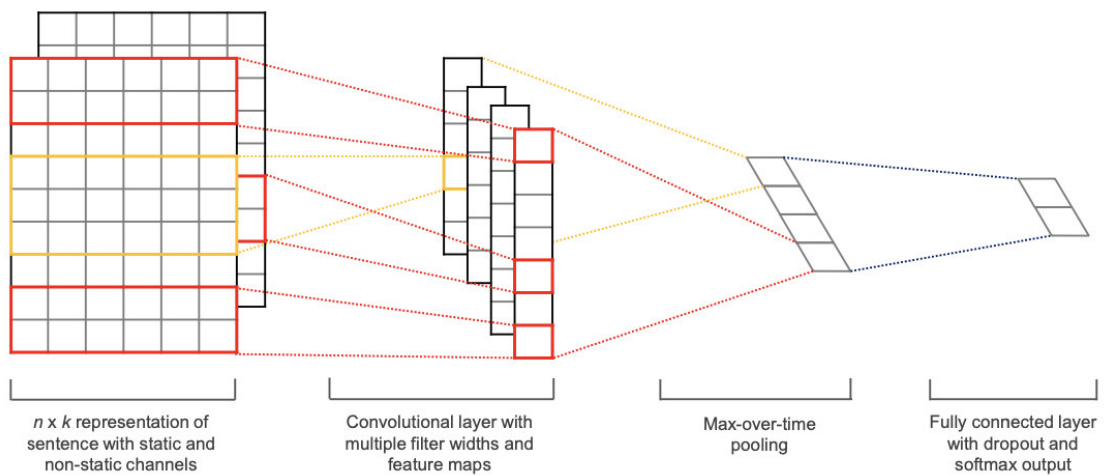 n x k representation of
sentence with static and
non-static channels
Convolutional layer with
multiple filter widths and
feature maps
Max-over-time
pooling
Fully connected layer
with dropout and
softmax output